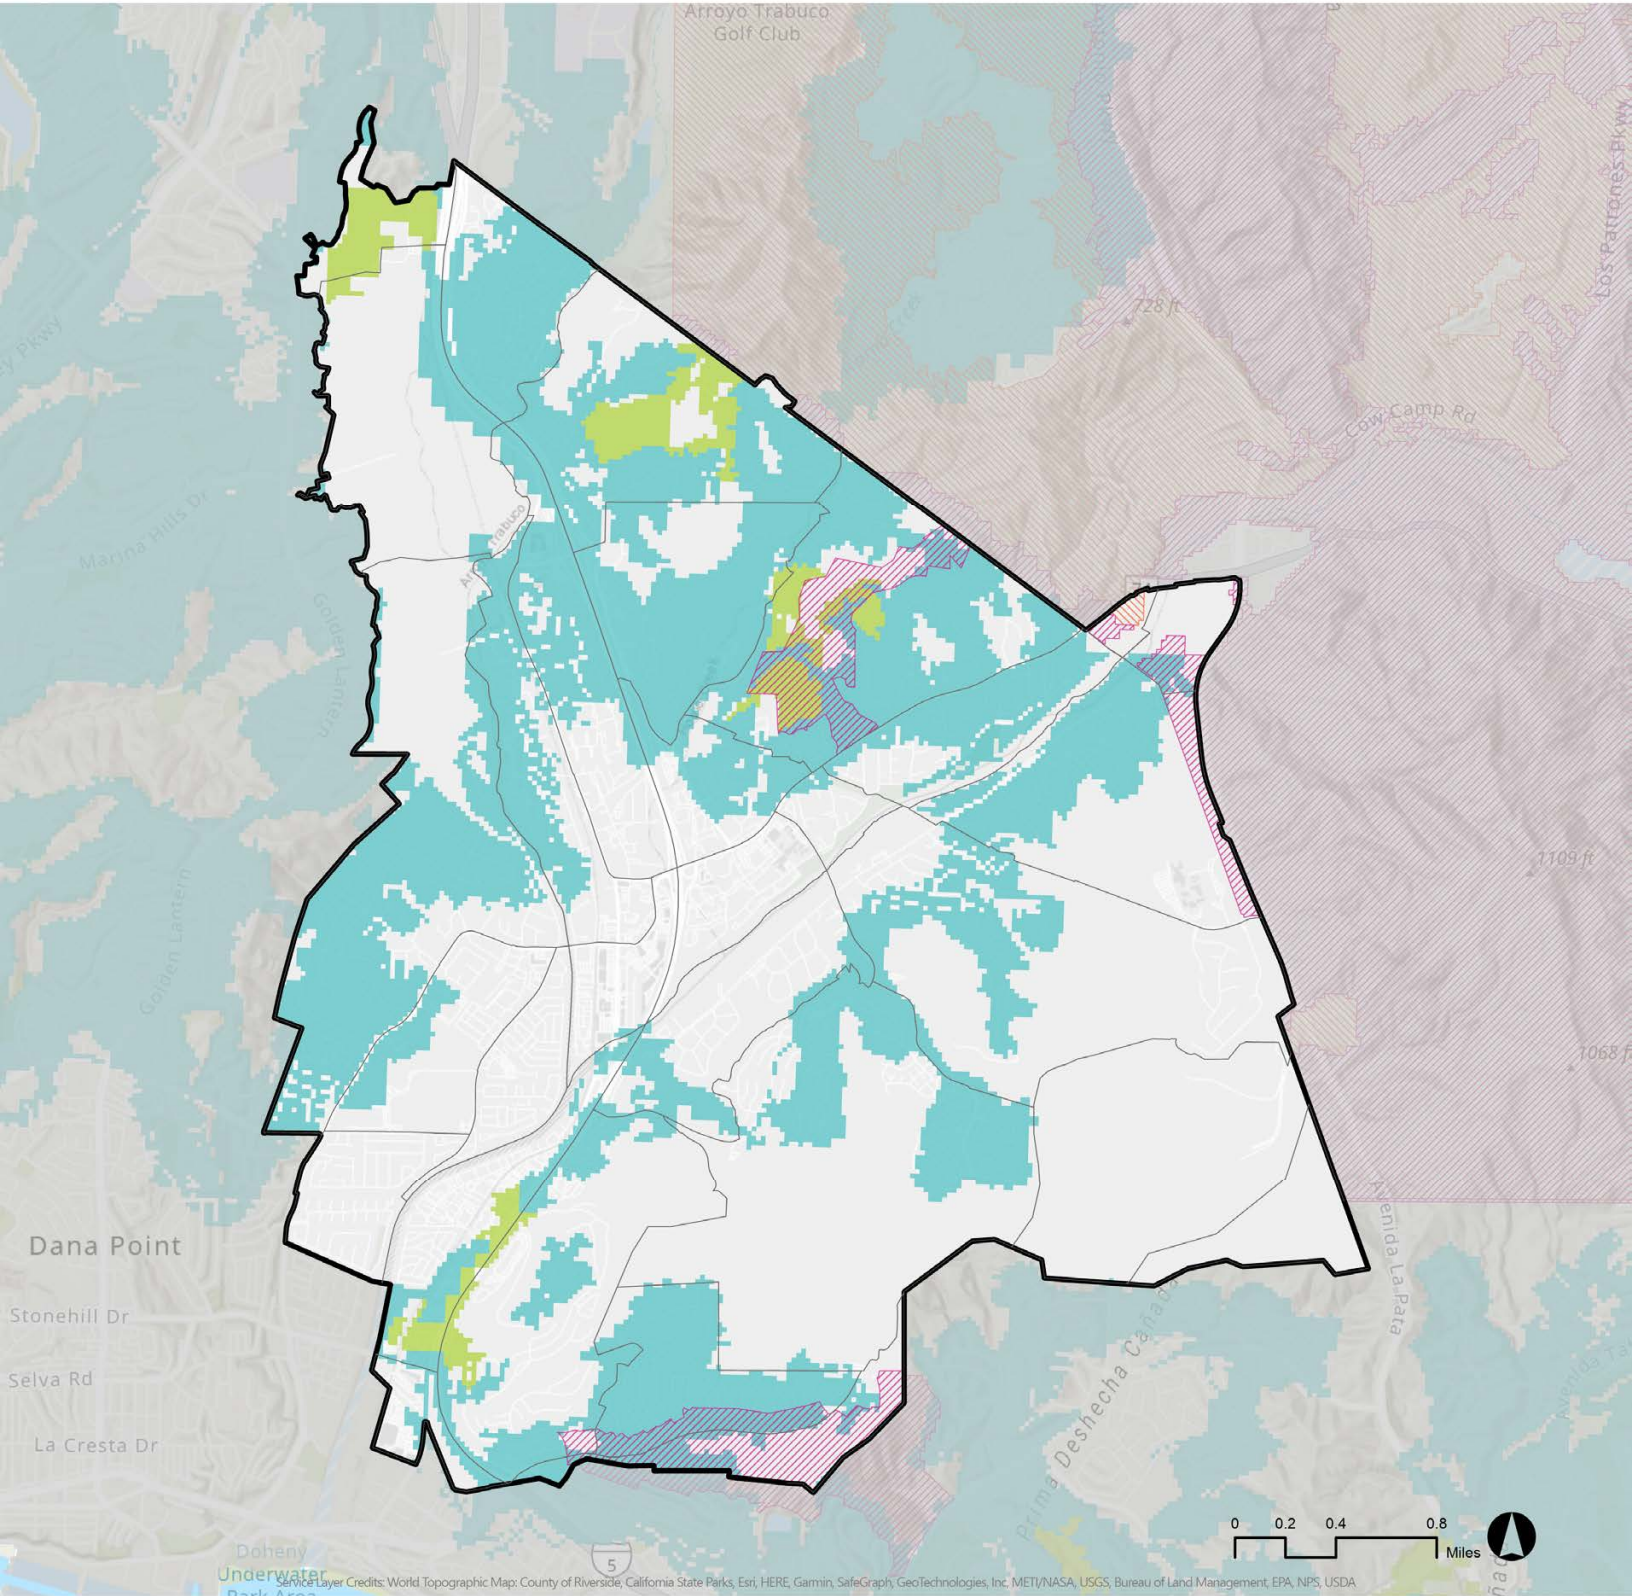 Arroyo Trabuco
Golf Club
Los Patrones Pkwy
728 ft
Cow Camp Rd
ey Pkwy
Marina Hills Dr
Golden Lantern
Golden Lantern
1109 ft
1068 ft
Dana Point
Stonehill Dr
Selva Rd
La Cresta Dr
Avenida La Pata
Prima Deshecha Cañada
Doheny
Underwater
Park Area
5
0 0.2 0.4 0.8
Miles
Service Layer Credits: World Topographic Map: County of Riverside, California State Parks, Esri, HERE, Garmin, SafeGraph, GeoTechnologies, Inc, METI/NASA, USGS, Bureau of Land Management, EPA, NPS, USDA